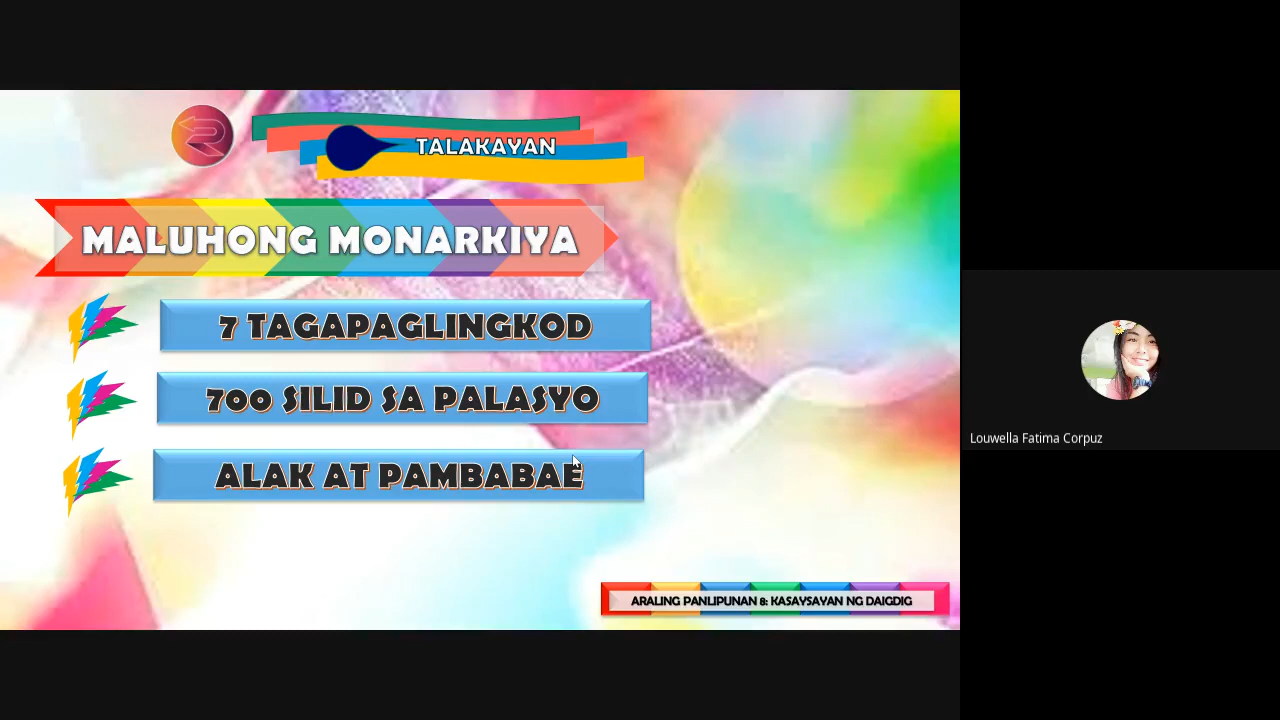 TALAKAYAN
MALUHONG MONARKIYA
7 TAGAPAGLINGKOD
700 SILID SA PALASYO
ALAK AT PAMBABAE
ARALING PANLIPUNAN 8: KASAYSAYAN NG DAIGDIG
Louwella Fatima Corpuz